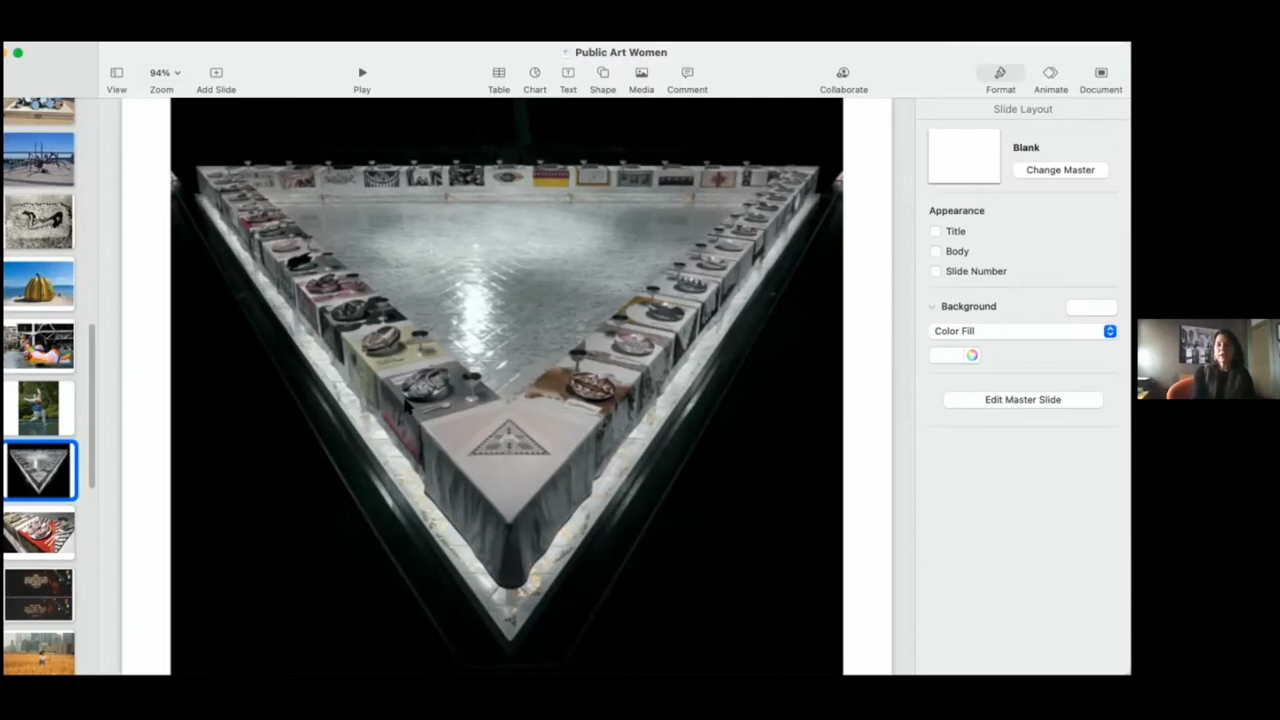 Public Art Women
94%
View
Zoom
Add Slide
Play
Table
Chart
Text
Shape
Media
Comment
Collaborate
Format
Animate
Document
Slide Layout
Blank
Change Master
Appearance
Title
Body
Slide Number
Background
Color Fill
Edit Master Slide